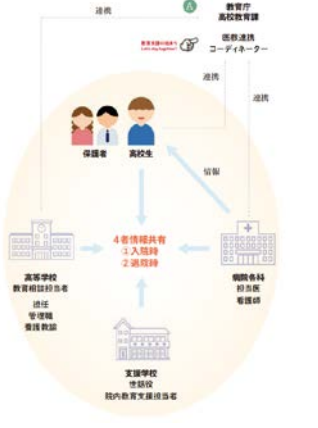 連携
A
教育庁
高校教育課
医教連携
コーディネーター
連携
連携
保護者
高校生
情報
4者情報共有
①入院時
②退院時
高等学校
教育相談担当者
担任
管理職
養護教諭
病院各科
担当医
看護師
支援学校
世話役
院内教育支援担当者